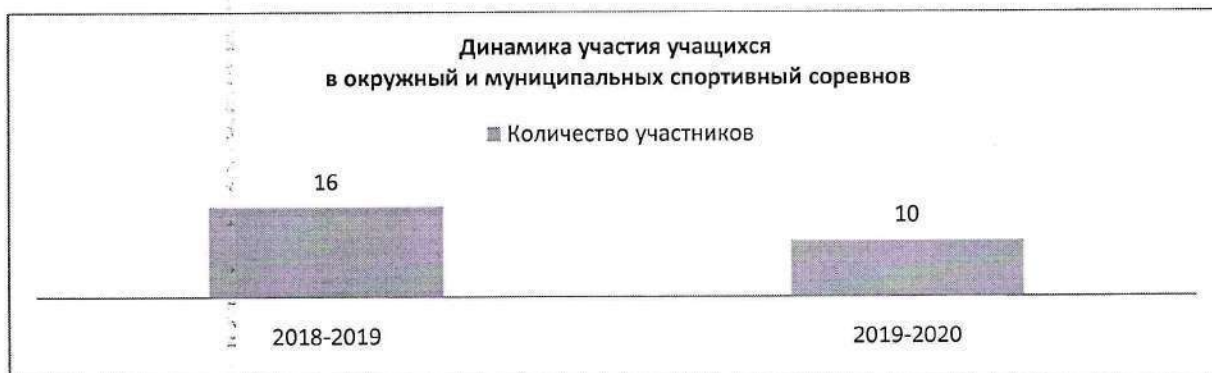 Динамика участия учащихся
в окружный и муниципальных спортивный соревнов
Количество участников
16
10
2018-2019
2019-2020